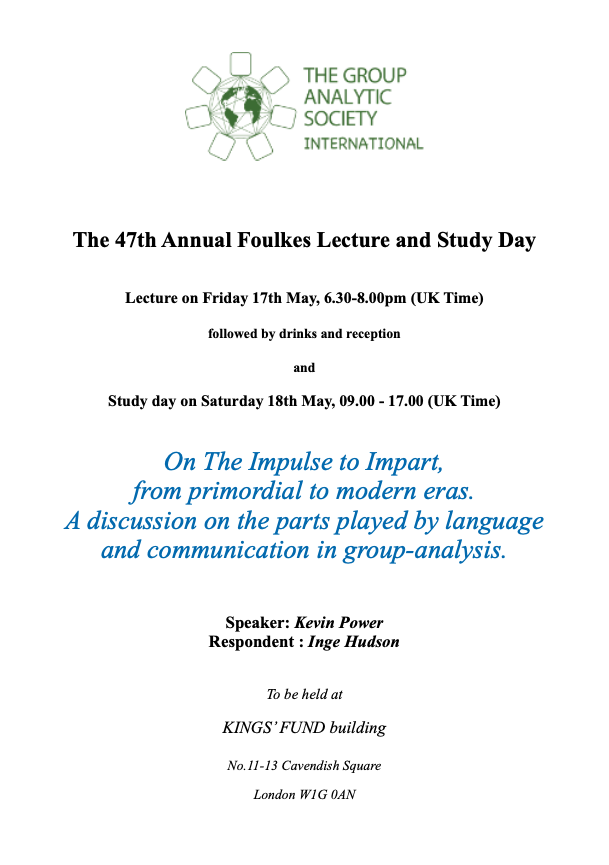 THE GROUP
ANALYTIC
SOCIETY
INTERNATIONAL
The 47th Annual Foulkes Lecture and Study Day
Lecture on Friday 17th May, 6.30-8.00pm (UK Time)
followed by drinks and reception
and
Study day on Saturday 18th May, 09.00 - 17.00 (UK Time)
On The Impulse to Impart,
from primordial to modern eras.
A discussion on the parts played by language
and communication in group-analysis.
Speaker: Kevin Power
Respondent : Inge Hudson
To be held at
KINGS' FUND building
No.11-13 Cavendish Square
London W1G 0AN